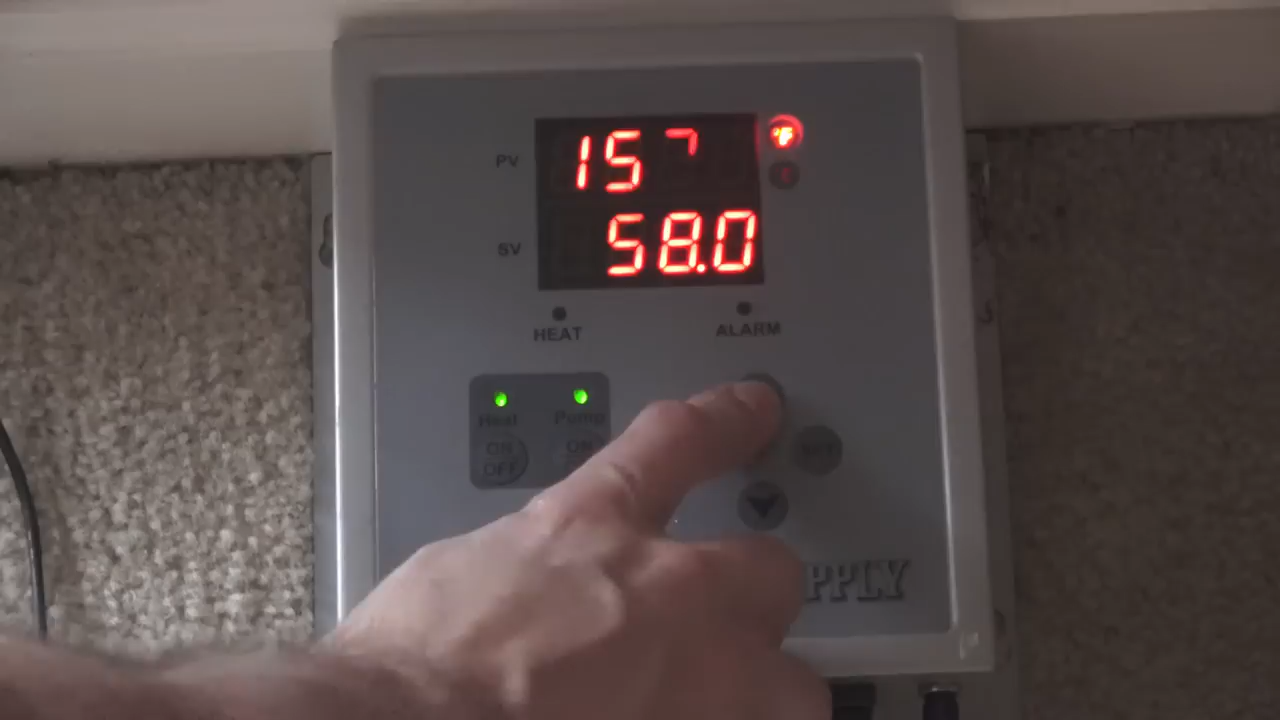 PV 157 °F
SV 58.0
HEAT ALARM
Heat Pump
ON ON
OFF
PPLY